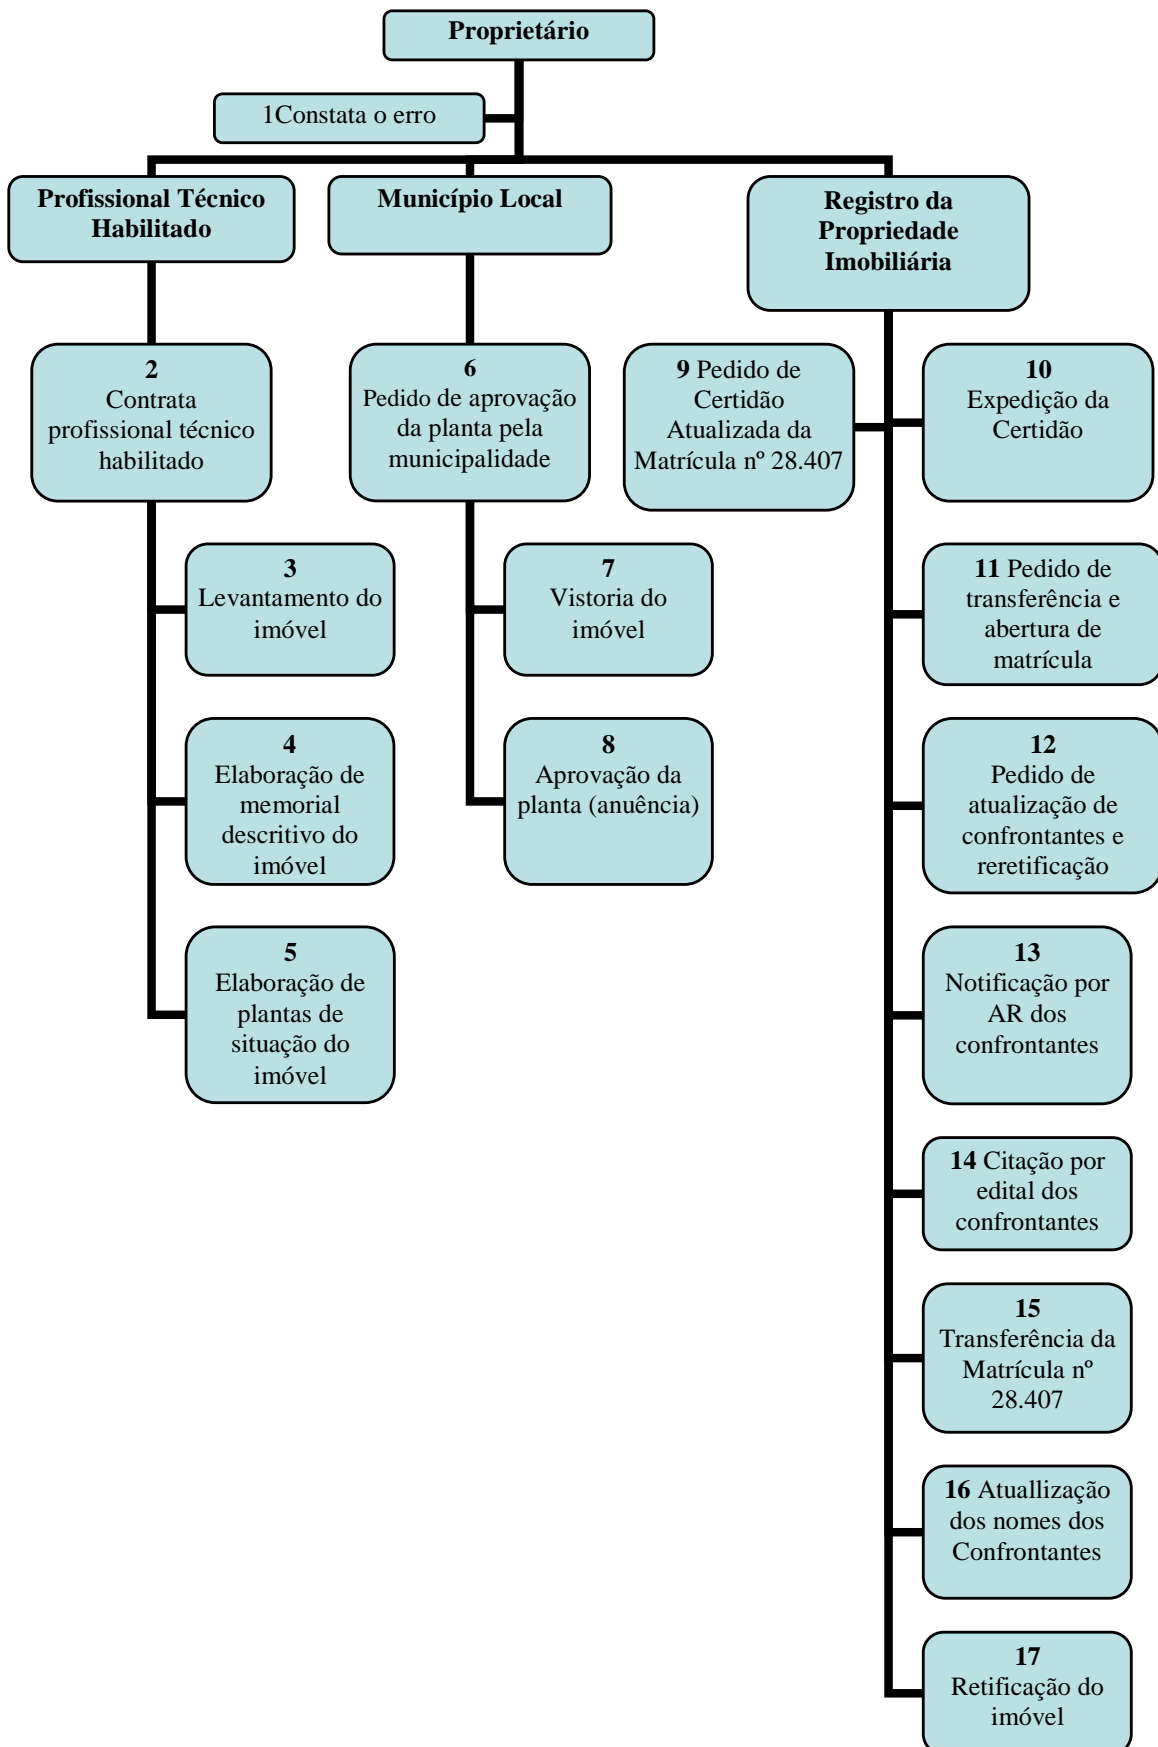 Proprietário
1Constata o erro
Profissional Técnico
Habilitado
Município Local
Registro da
Propriedade
Imobiliária
2
Contrata
profissional técnico
habilitado
3
Levantamento do
imóvel
4
Elaboração de
memorial
descritivo do
imóvel
5
Elaboração de
plantas de
situação do
imóvel
6
Pedido de aprovação
da planta pela
municipalidade
7
Vistoria do
imóvel
8
Aprovação da
planta (anuência)
9 Pedido de
Certidão
Atualizada da
Matrícula nº 28.407
10
Expedição da
Certidão
11 Pedido de
transferência e
abertura de
matrícula
12
Pedido de
atualização de
confrontantes e
reretificação
13
Notificação por
AR dos
confrontantes
14 Citação por
edital dos
confrontantes
15
Transferência da
Matrícula nº
28.407
16 Atuallização
dos nomes dos
Confrontantes
17
Retificação do
imóvel